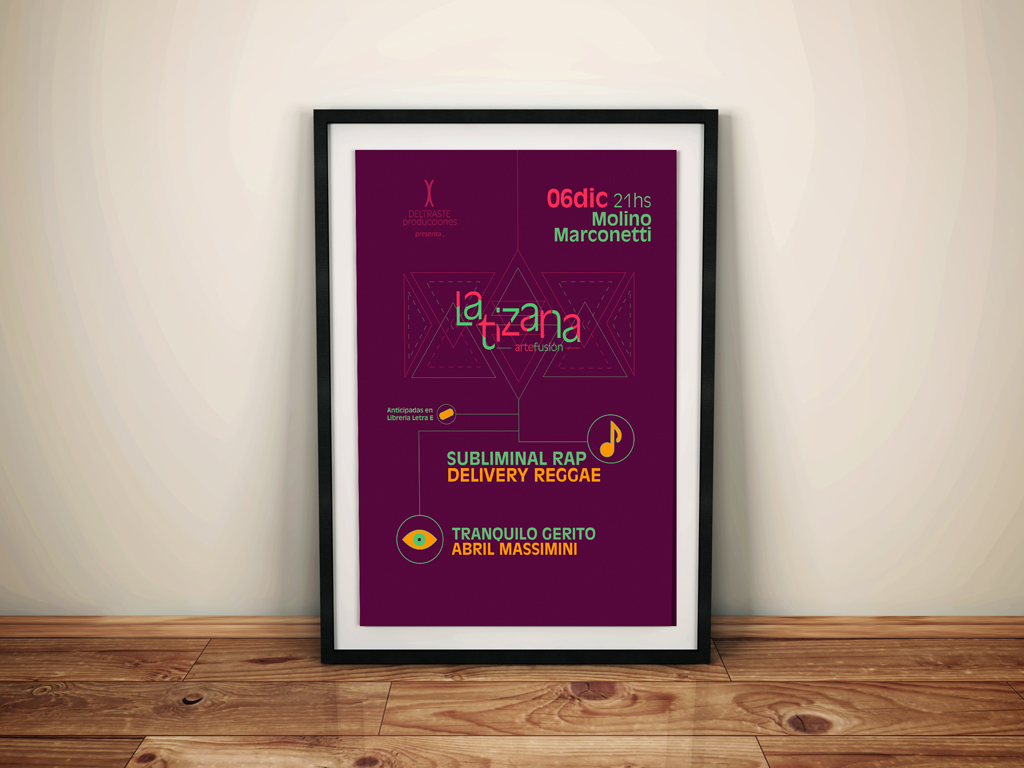 DELTRASTE
producciones
presenta...
06dic 21hs
Molino
Marconetti
La tizana
artefusión
Anticipadas en
Librería Letra E
SUBLIMINAL RAP
DELIVERY REGGAE
TRANQUILO GERITO
ABRIL MASSIMINI